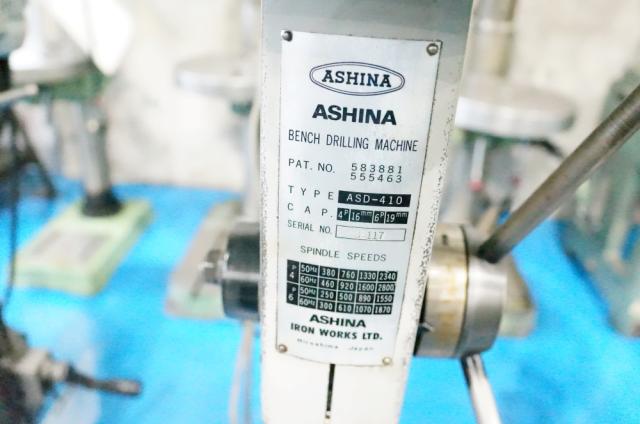 ASHINA
ASHINA
BENCH DRILLING MACHINE
PAT. NO. 583881
555463
TYPE ASD-410
CAP. 4P 16mm 6P 19mm
SERIAL NO.
SPINDLE SPEEDS
P 4 50Hz 380 760 1330 2340
60Hz 460 920 1600 2800
P 6 50Hz 250 500 890 1550
60Hz 300 610 1070 1870
ASHINA
IRON WORKS LTD.
Hiroshima Japan